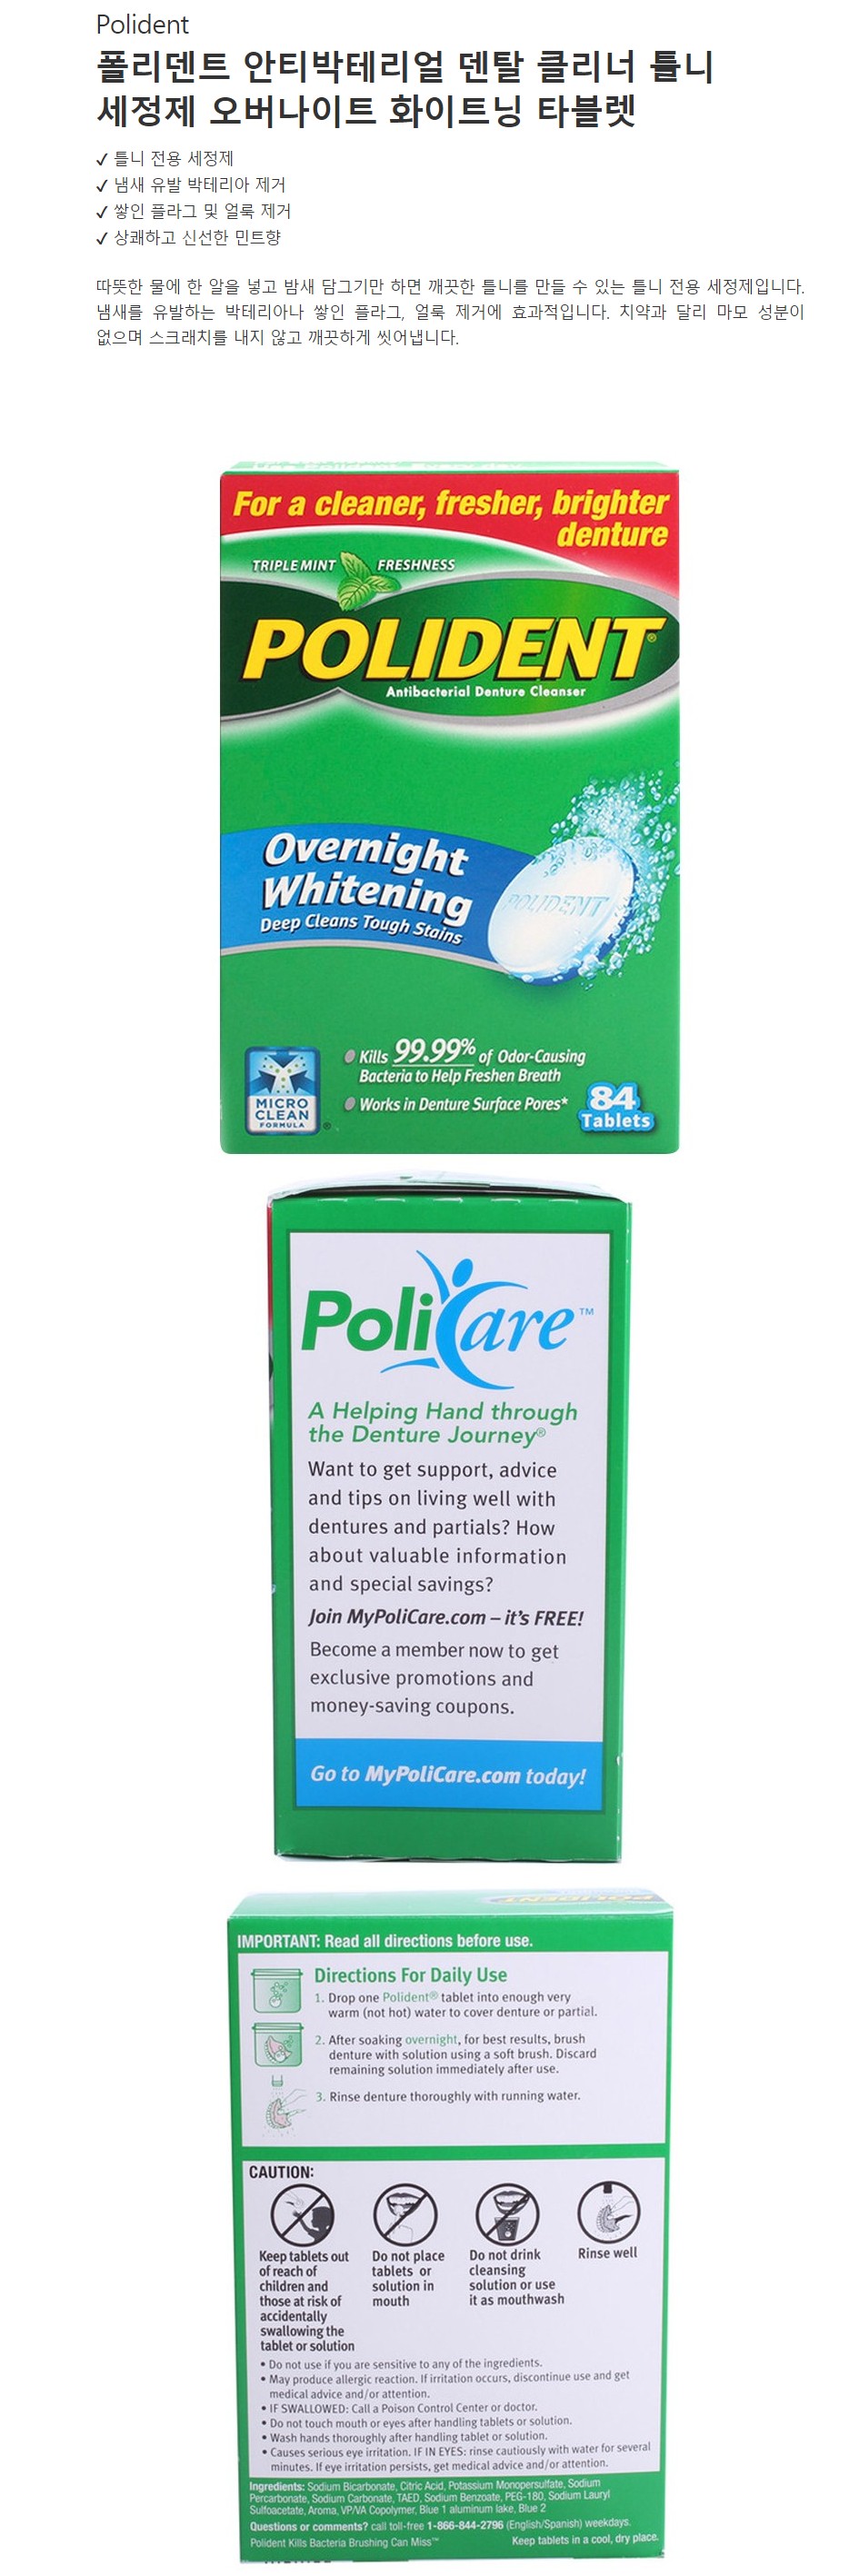 Polident
폴리덴트 안티박테리얼 덴탈 클리너 틀니
세정제 오버나이트 화이트닝 타블렛
✓ 틀니 전용 세정제
✓ 냄새 유발 박테리아 제거
✓ 쌓인 플라그 및 얼룩 제거
✓ 상쾌하고 신선한 민트향
따뜻한 물에 한 알을 넣고 밤새 담그기만 하면 깨끗한 틀니를 만들 수 있는 틀니 전용 세정제입니다.
냄새를 유발하는 박테리아나 쌓인 플라그, 얼룩 제거에 효과적입니다. 치약과 달리 마모 성분이
없으며 스크래치를 내지 않고 깨끗하게 씻어냅니다.
For a cleaner, fresher, brighter
denture
TRIPLE MINT FRESHNESS
POLIDENT®
Antibacterial Denture Cleanser
Overnight
Whitening
Deep Cleans Tough Stains
POLIDENT
Kills 99.99% of Odor-Causing
Bacteria to Help Freshen Breath
Works in Denture Surface Pores*
84
Tablets
MICRO
CLEAN
FORMULA ®
PoliCare™
A Helping Hand through
the Denture Journey®
Want to get support, advice
and tips on living well with
dentures and partials? How
about valuable information
and special savings?
Join MyPoliCare.com – it's FREE!
Become a member now to get
exclusive promotions and
money-saving coupons.
Go to MyPoliCare.com today!
POLIDENT
IMPORTANT: Read all directions before use.
Directions For Daily Use
1. Drop one Polident® tablet into enough very
warm (not hot) water to cover denture or partial.
2. After soaking overnight, for best results, brush
denture with solution using a soft brush. Discard
remaining solution immediately after use.
3. Rinse denture thoroughly with running water.
CAUTION:
Keep tablets out
of reach of
children and
those at risk of
accidentally
swallowing the
tablet or solution
Do not place
tablets or
solution in
mouth
Do not drink
cleansing
solution or use
it as mouthwash
Rinse well
• Do not use if you are sensitive to any of the ingredients.
• May produce allergic reaction. If irritation occurs, discontinue use and get
medical advice and/or attention.
• IF SWALLOWED: Call a Poison Control Center or doctor.
• Do not touch mouth or eyes after handling tablets or solution.
• Wash hands thoroughly after handling tablet or solution.
• Causes serious eye irritation. IF IN EYES: rinse cautiously with water for several
minutes. If eye irritation persists, get medical advice and/or attention.
Ingredients: Sodium Bicarbonate, Citric Acid, Potassium Monopersulfate, Sodium
Percarbonate, Sodium Carbonate, TAED, Sodium Benzoate, PEG-180, Sodium Lauryl
Sulfoacetate, Aroma, VP/VA Copolymer, Blue 1 aluminum lake, Blue 2
Questions or comments? call toll-free 1-866-844-2796 (English/Spanish) weekdays.
Polident Kills Bacteria Brushing Can Miss™
Keep tablets in a cool, dry place.